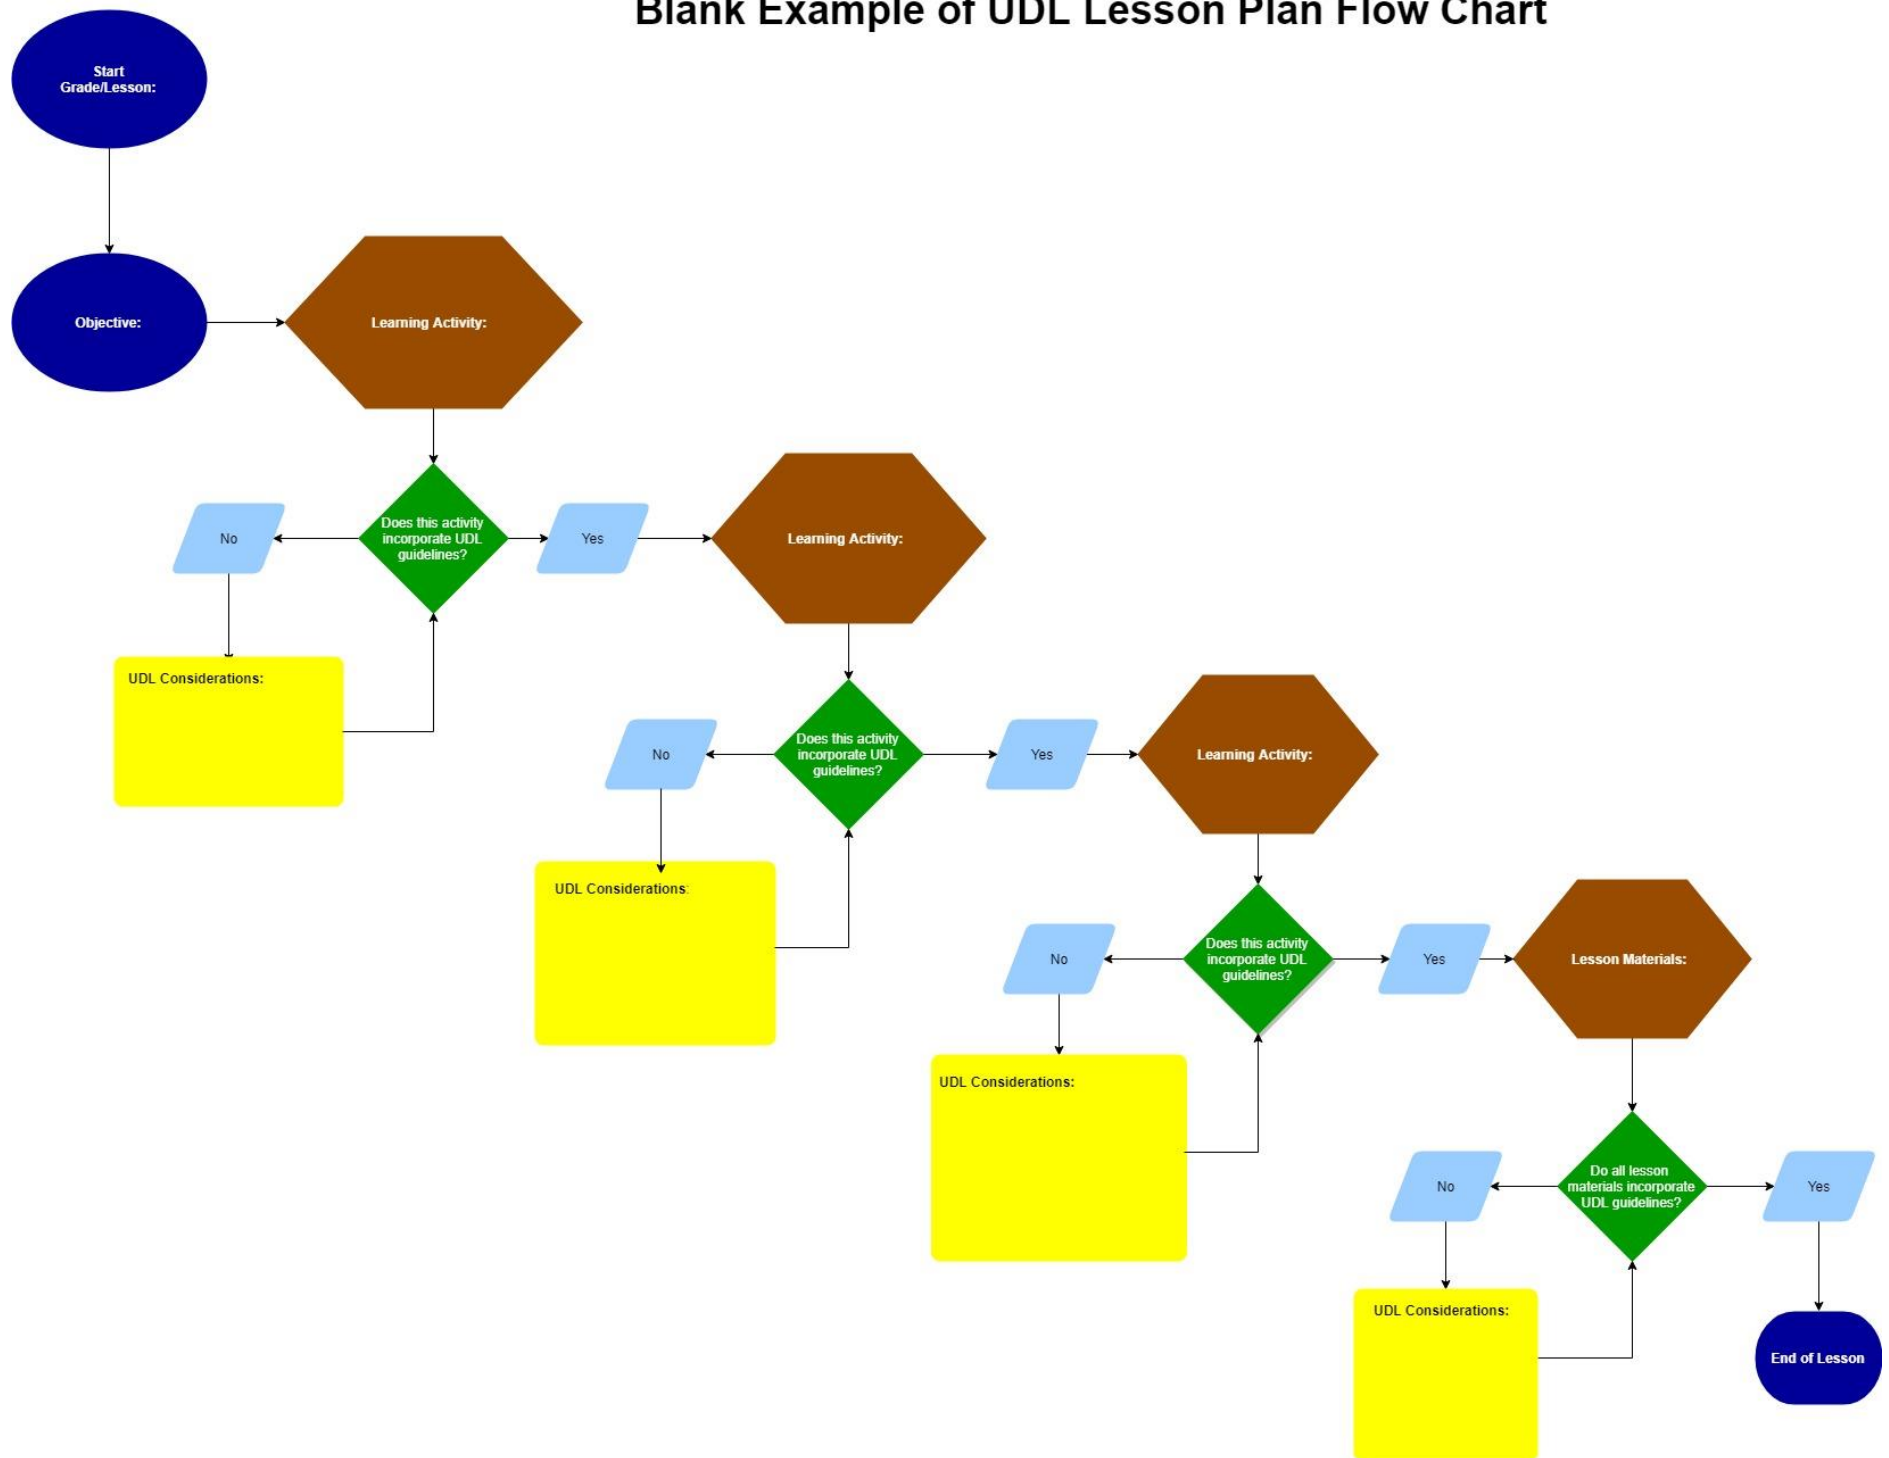 Blank Example of UDL Lesson Plan Flow Chart
Start
Grade/Lesson:
Objective:
Learning Activity:
Does this activity
incorporate UDL
guidelines?
No
Yes
UDL Considerations:
Learning Activity:
Does this activity
incorporate UDL
guidelines?
No
Yes
UDL Considerations:
Learning Activity:
Does this activity
incorporate UDL
guidelines?
No
Yes
UDL Considerations:
Lesson Materials:
Do all lesson
materials incorporate
UDL guidelines?
No
Yes
UDL Considerations:
End of Lesson